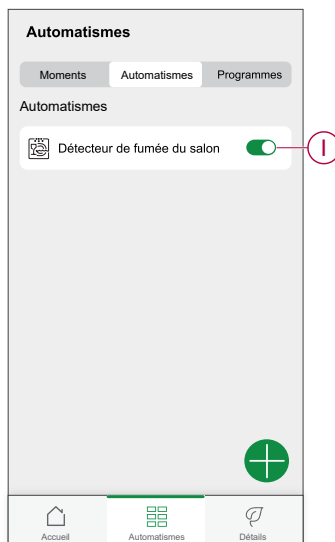 Automatismes
Moments Automatismes Programmes
Automatismes
Détecteur de fumée du salon
I
Accueil Automatismes Détails